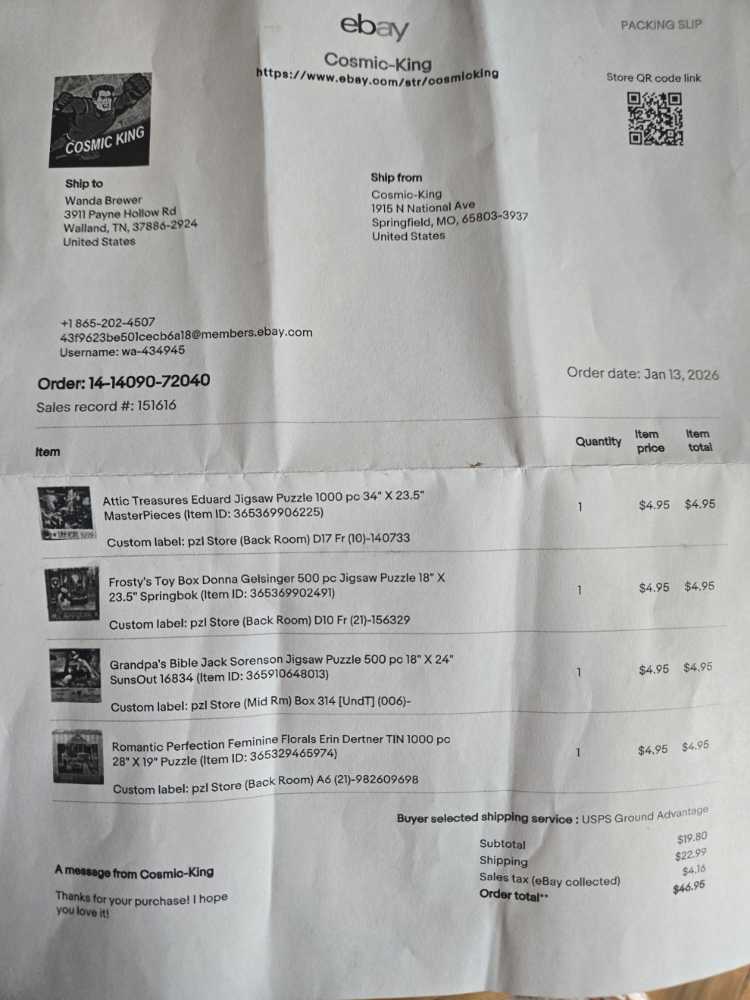 ebay
PACKING SLIP
Cosmic-King
https://www.ebay.com/str/cosmicking
Store QR code link
COSMIC KING
Ship to
Wanda Brewer
3911 Payne Hollow Rd
Walland, TN, 37886-2924
United States
Ship from
Cosmic-King
1915 N National Ave
Springfield, MO, 65803-3937
United States
+1 865-202-4507
43f9623be501cecb6a18@members.ebay.com
Username: wa-434945
Order: 14-14090-72040
Order date: Jan 13, 2026
Sales record #: 151616
Item Quantity Item price Item total
Attic Treasures Eduard Jigsaw Puzzle 1000 pc 34" X 23.5"
MasterPieces (Item ID: 365369906225)
1 $4.95 $4.95
Custom label: pzl Store (Back Room) D17 Fr (10)-140733
Frosty's Toy Box Donna Gelsinger 500 pc Jigsaw Puzzle 18" X
23.5" Springbok (Item ID: 365369902491)
1 $4.95 $4.95
Custom label: pzl Store (Back Room) D10 Fr (21)-156329
Grandpa's Bible Jack Sorenson Jigsaw Puzzle 500 pc 18" X 24"
SunsOut 16834 (Item ID: 365910648013)
1 $4.95 $4.95
Custom label: pzl Store (Mid Rm) Box 314 [UndT] (006)-
Romantic Perfection Feminine Florals Erin Dertner TIN 1000 pc
28" X 19" Puzzle (Item ID: 365329465974)
1 $4.95 $4.95
Custom label: pzl Store (Back Room) A6 (21)-982609698
Buyer selected shipping service : USPS Ground Advantage
Subtotal $19.80
Shipping $22.99
Sales tax (eBay collected) $4.16
Order total** $46.95
A message from Cosmic-King
Thanks for your purchase! I hope
you love it!